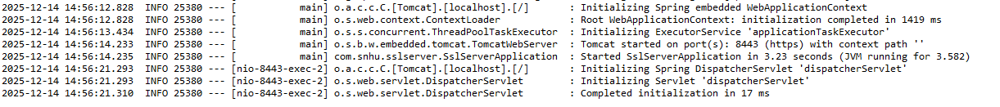 2025-12-14 14:56:12.828  INFO 25380 --- [           main] o.a.c.c.C.[Tomcat].[localhost].[/]       : Initializing Spring embedded WebApplicationContext
2025-12-14 14:56:12.828  INFO 25380 --- [           main] o.s.web.context.ContextLoader            : Root WebApplicationContext: initialization completed in 1419 ms
2025-12-14 14:56:13.434  INFO 25380 --- [           main] o.s.s.concurrent.ThreadPoolTaskExecutor  : Initializing ExecutorService 'applicationTaskExecutor'
2025-12-14 14:56:14.233  INFO 25380 --- [           main] o.s.b.w.embedded.tomcat.TomcatWebServer  : Tomcat started on port(s): 8443 (https) with context path ''
2025-12-14 14:56:14.235  INFO 25380 --- [           main] com.snhu.sslserver.SslServerApplication  : Started SslServerApplication in 3.23 seconds (JVM running for 3.582)
2025-12-14 14:56:21.293  INFO 25380 --- [nio-8443-exec-2] o.a.c.c.C.[Tomcat].[localhost].[/]       : Initializing Spring DispatcherServlet 'dispatcherServlet'
2025-12-14 14:56:21.293  INFO 25380 --- [nio-8443-exec-2] o.s.web.servlet.DispatcherServlet        : Initializing Servlet 'dispatcherServlet'
2025-12-14 14:56:21.310  INFO 25380 --- [nio-8443-exec-2] o.s.web.servlet.DispatcherServlet        : Completed initialization in 17 ms